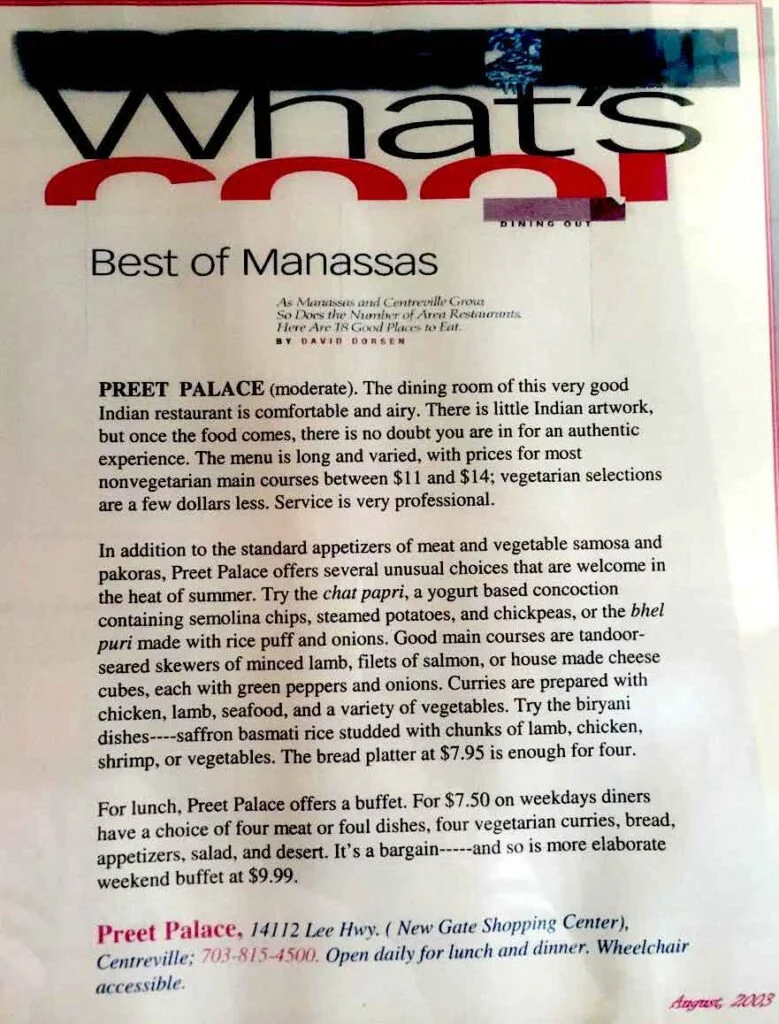 What's
COOL
DINING OUT
Best of Manassas
As Manassas and Centreville Grow,
So Does the Number of Area Restaurants.
Here Are 18 Good Places to Eat.
BY DAVID DORSEN
PREET PALACE (moderate). The dining room of this very good
Indian restaurant is comfortable and airy. There is little Indian artwork,
but once the food comes, there is no doubt you are in for an authentic
experience. The menu is long and varied, with prices for most
nonvegetarian main courses between $11 and $14; vegetarian selections
are a few dollars less. Service is very professional.
In addition to the standard appetizers of meat and vegetable samosa and
pakoras, Preet Palace offers several unusual choices that are welcome in
the heat of summer. Try the chat papri, a yogurt based concoction
containing semolina chips, steamed potatoes, and chickpeas, or the bhel
puri made with rice puff and onions. Good main courses are tandoor-
seared skewers of minced lamb, filets of salmon, or house made cheese
cubes, each with green peppers and onions. Curries are prepared with
chicken, lamb, seafood, and a variety of vegetables. Try the biryani
dishes----saffron basmati rice studded with chunks of lamb, chicken,
shrimp, or vegetables. The bread platter at $7.95 is enough for four.
For lunch, Preet Palace offers a buffet. For $7.50 on weekdays diners
have a choice of four meat or foul dishes, four vegetarian curries, bread,
appetizers, salad, and desert. It's a bargain-----and so is more elaborate
weekend buffet at $9.99.
Preet Palace, 14112 Lee Hwy. ( New Gate Shopping Center),
Centreville; 703-815-4500. Open daily for lunch and dinner. Wheelchair
accessible.
August, 2003